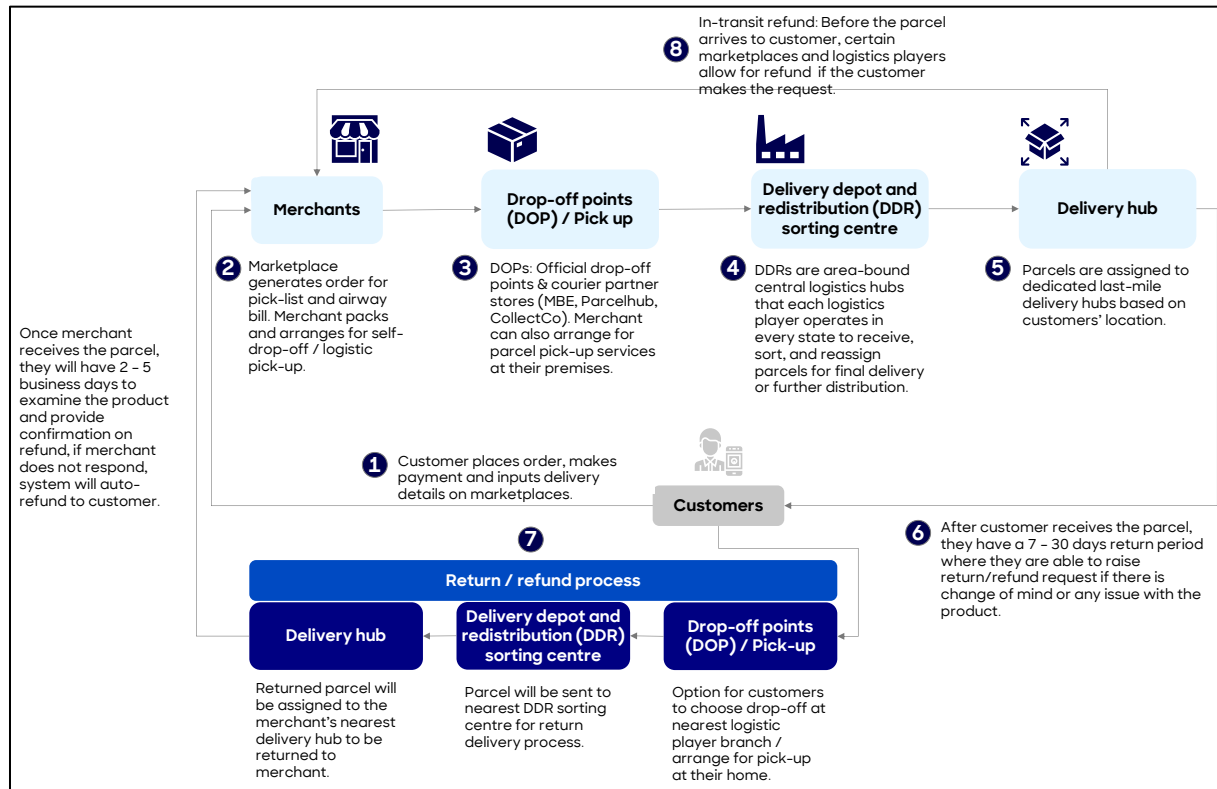 In-transit refund: Before the parcel
arrives to customer, certain
marketplaces and logistics players
allow for refund if the customer
makes the request.
8
Merchants
Drop-off points
(DOP) / Pick up
Delivery depot and
redistribution (DDR)
sorting centre
Delivery hub
2
Marketplace
generates order for
pick-list and airway
bill. Merchant packs
and arranges for self-
drop-off / logistic
pick-up.
3
DOPs: Official drop-off
points & courier partner
stores (MBE, Parcelhub,
CollectCo). Merchant
can also arrange for
parcel pick-up services
at their premises.
4
DDRs are area-bound
central logistics hubs
that each logistics
player operates in
every state to receive,
sort, and reassign
parcels for final delivery
or further distribution.
5
Parcels are assigned to
dedicated last-mile
delivery hubs based on
customers' location.
Once merchant
receives the parcel,
they will have 2 – 5
business days to
examine the product
and provide
confirmation on
refund, if merchant
does not respond,
system will auto-
refund to customer.
1
Customer places order, makes
payment and inputs delivery
details on marketplaces.
Customers
6
After customer receives the parcel,
they have a 7 – 30 days return period
where they are able to raise
return/refund request if there is
change of mind or any issue with the
product.
7
Return / refund process
Delivery hub
Delivery depot and
redistribution (DDR)
sorting centre
Drop-off points
(DOP) / Pick-up
Returned parcel will
be assigned to the
merchant's nearest
delivery hub to be
returned to
merchant.
Parcel will be sent to
nearest DDR sorting
centre for return
delivery process.
Option for customers
to choose drop-off at
nearest logistic
player branch /
arrange for pick-up
at their home.